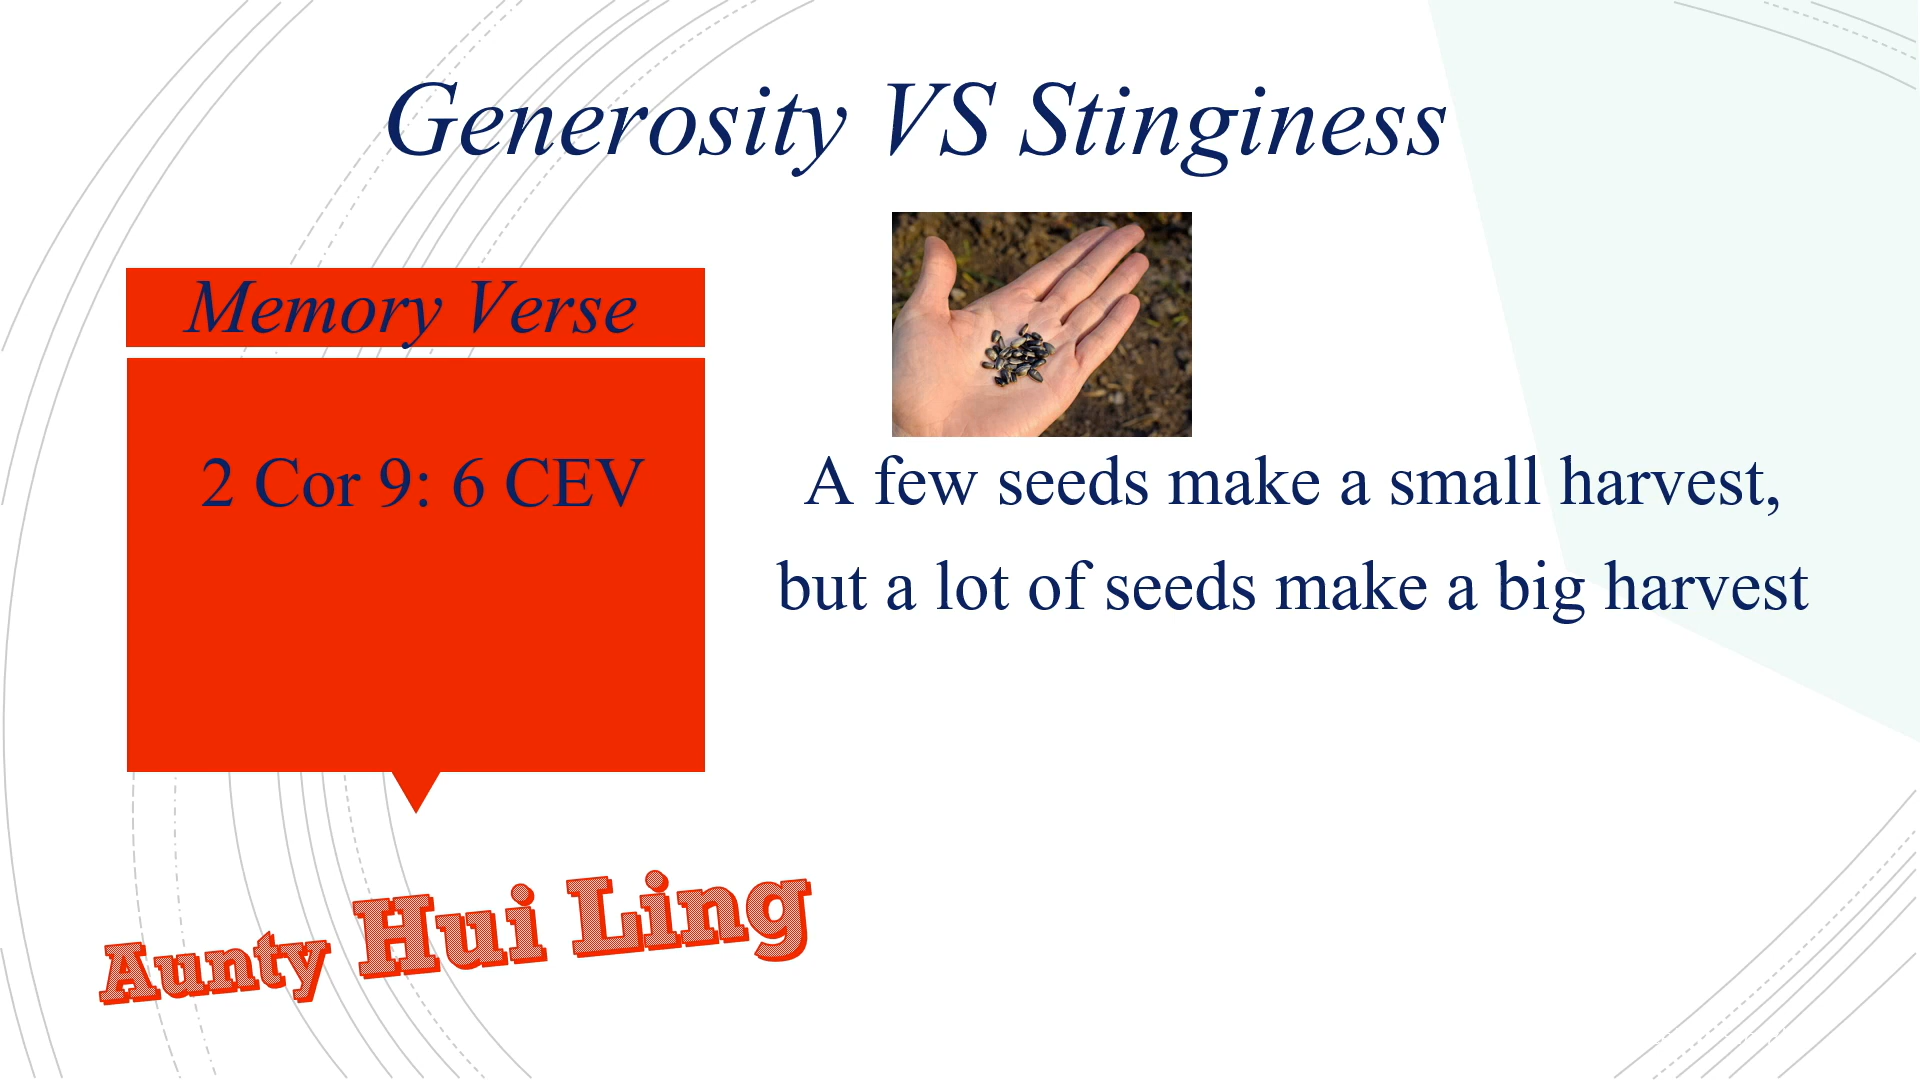 Generosity VS Stinginess
Memory Verse
2 Cor 9: 6 CEV
A few seeds make a small harvest,
but a lot of seeds make a big harvest
Aunty Hui Ling